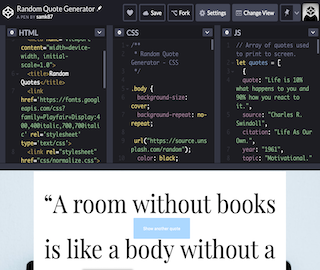 Random Quote Generator
A PEN BY samk87
Save
Fork
Settings
Change View
HTML
<meta name="viewport"
content="width=device-
width, initial-
scale=1.0">
<title>Random
Quotes</title>
<link
href='https://fonts.googl
eapis.com/css?
family=Playfair+Display:4
00,400italic,700,700itali
c' rel='stylesheet'
type='text/css'>
<link
rel="stylesheet"
href="css/normalize.css">
CSS
/**
* Random Quote
Generator - CSS
*/
.body {
background-size:
cover;
background-repeat: no-
repeat;
url("https://source.uns
plash.com/random");
color: black;
JS
// Array of quotes used
to print to screen.
let quotes = [
{
quote: "Life is 10%
what happens to you and
90% how you react to
it.",
source: "Charles R.
Swindoll",
citation: "Life As Our
Own.",
year: "1961",
topic: "Motivational."
“A room without books
Show another quote
is like a body without a